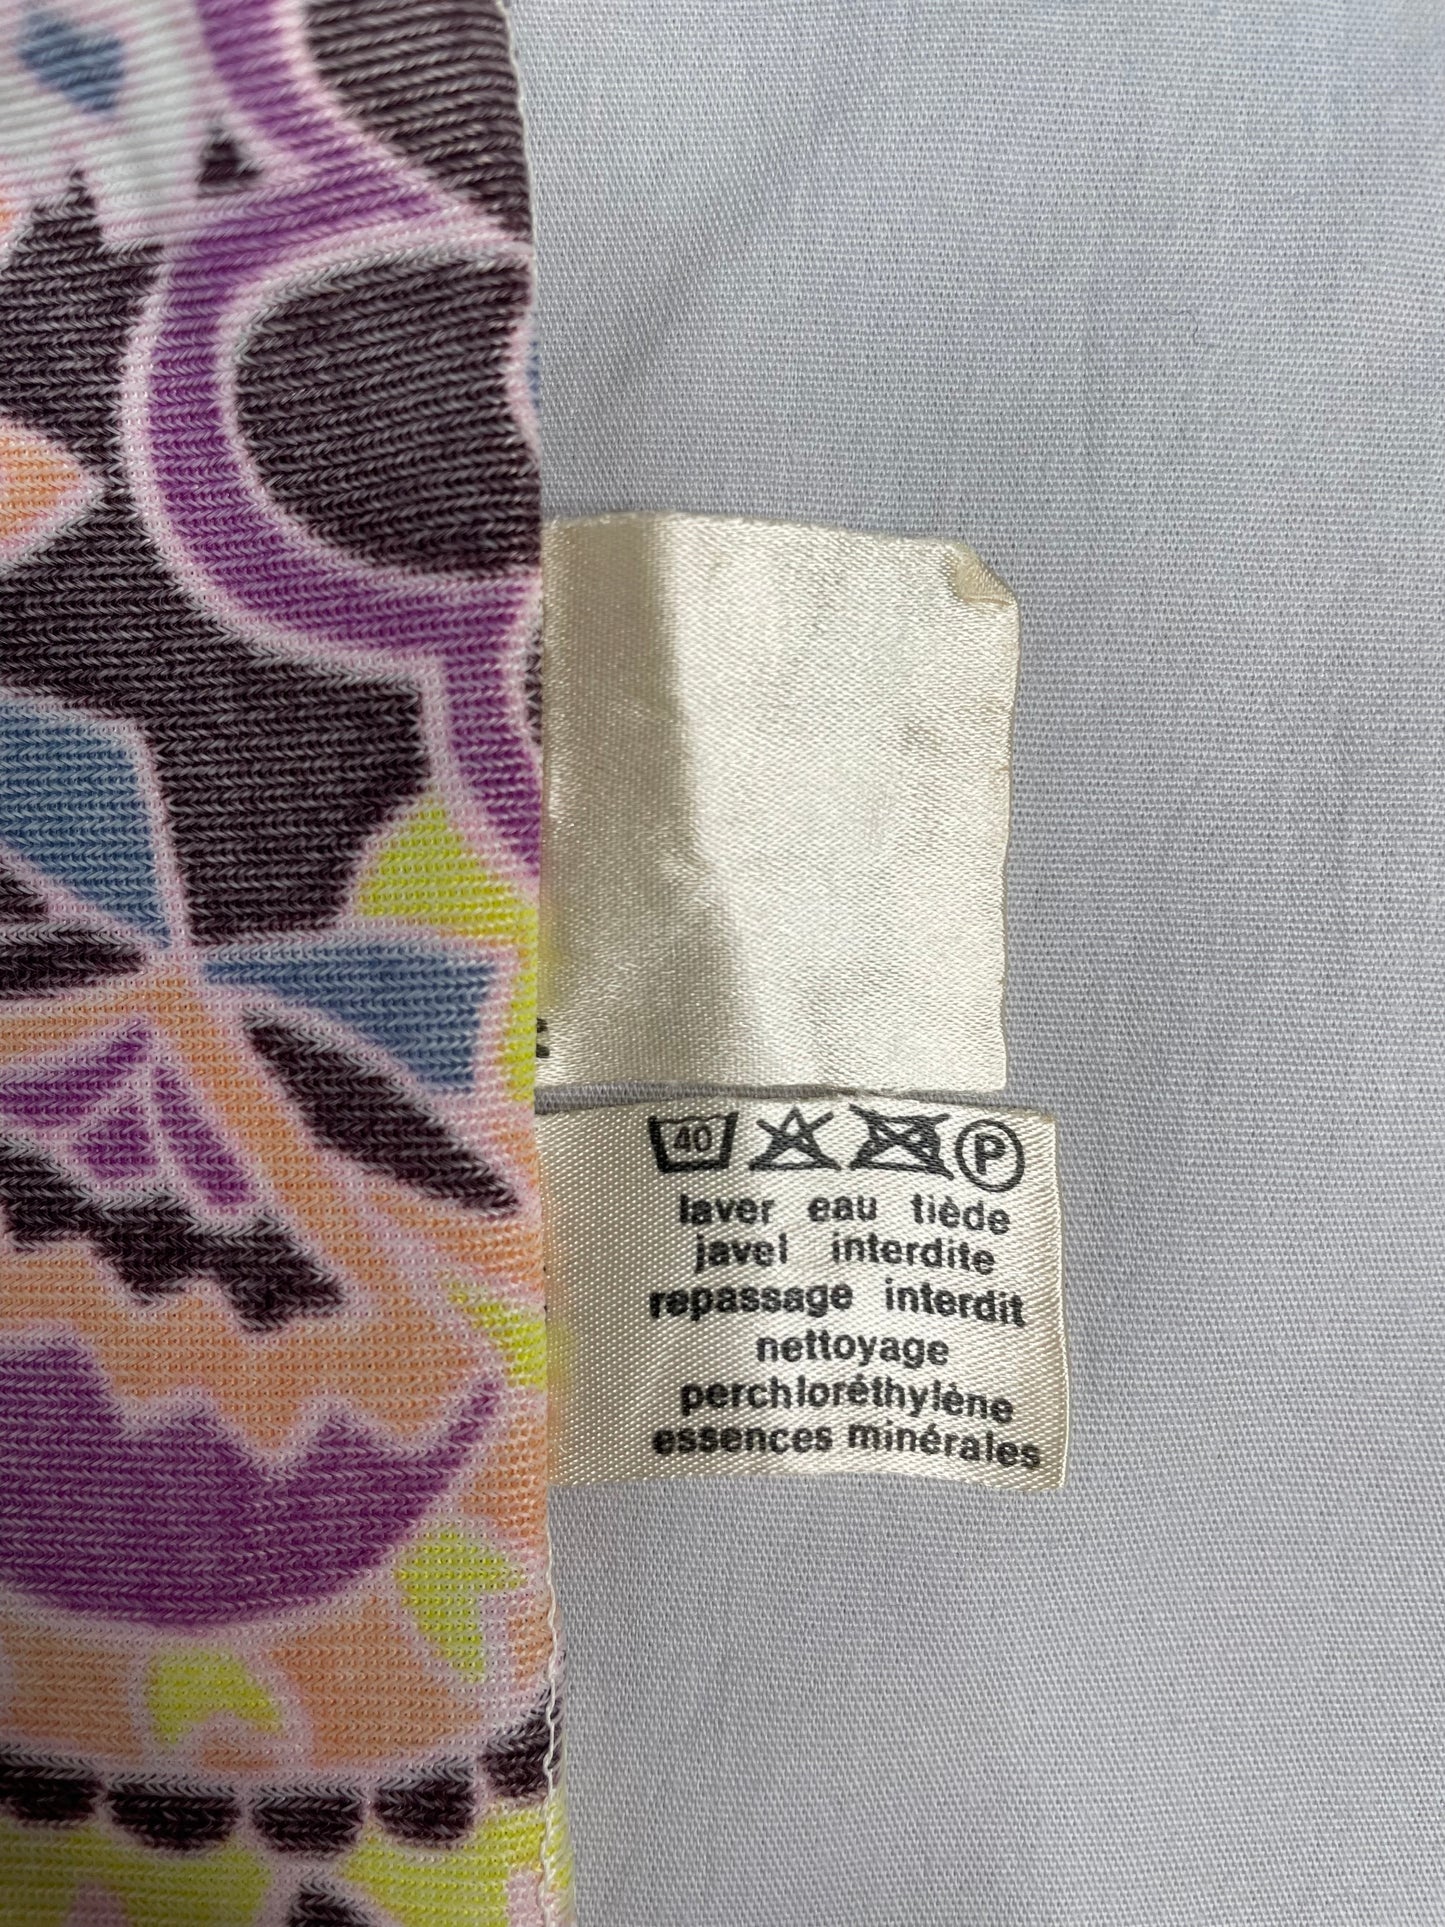 40 P
laver eau tiède
javel interdite
repassage interdit
nettoyage
perchloréthylène
essences minérales